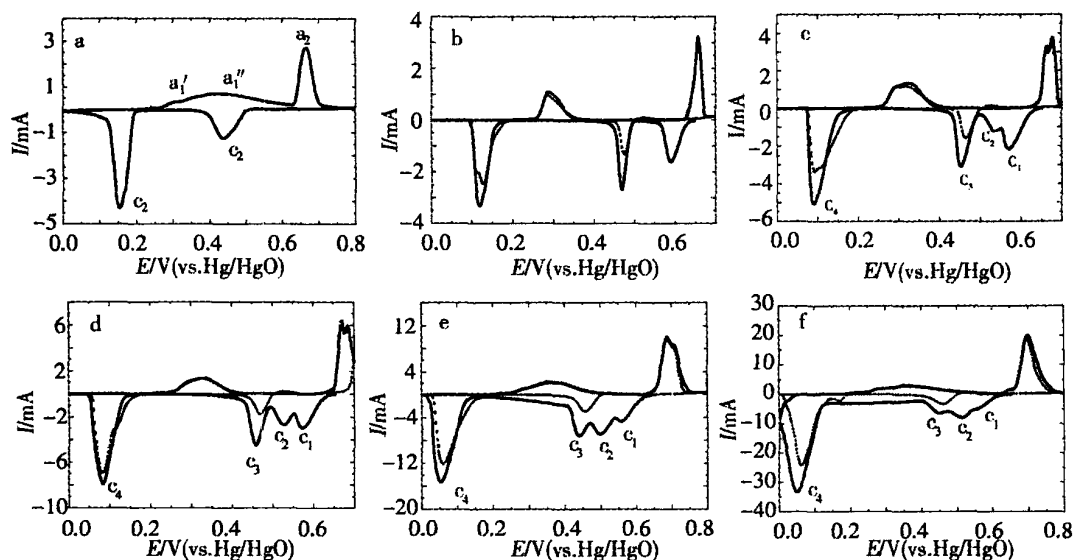 a
a₁'
a₁''
a₂
c₂
c₂
I/mA
3
1
−1
−3
−5
0.0 0.2 0.4 0.6 0.8
E/V(vs.Hg/HgO)
b
I/mA
4
2
0
−2
−4
0.0 0.2 0.4 0.6
E/V(vs.Hg/HgO)
c
I/mA
4
2
0
−2
−4
−6
c₄
c₃
c₂
c₁
0.0 0.2 0.4 0.6
E/V(vs.Hg/HgO)
d
I/mA
6
2
−2
−6
−10
c₄
c₃
c₂
c₁
0.0 0.2 0.4 0.6
E/V(vs.Hg/HgO)
e
I/mA
12
4
−4
−12
−20
c₄
c₃
c₂
c₁
0.0 0.2 0.4 0.6 0.8
E/V(vs.Hg/HgO)
f
I/mA
30
20
10
0
−10
−20
−30
−40
c₄
c₃
c₂
c₁
0.0 0.2 0.4 0.6 0.8
E/V(vs.Hg/HgO)